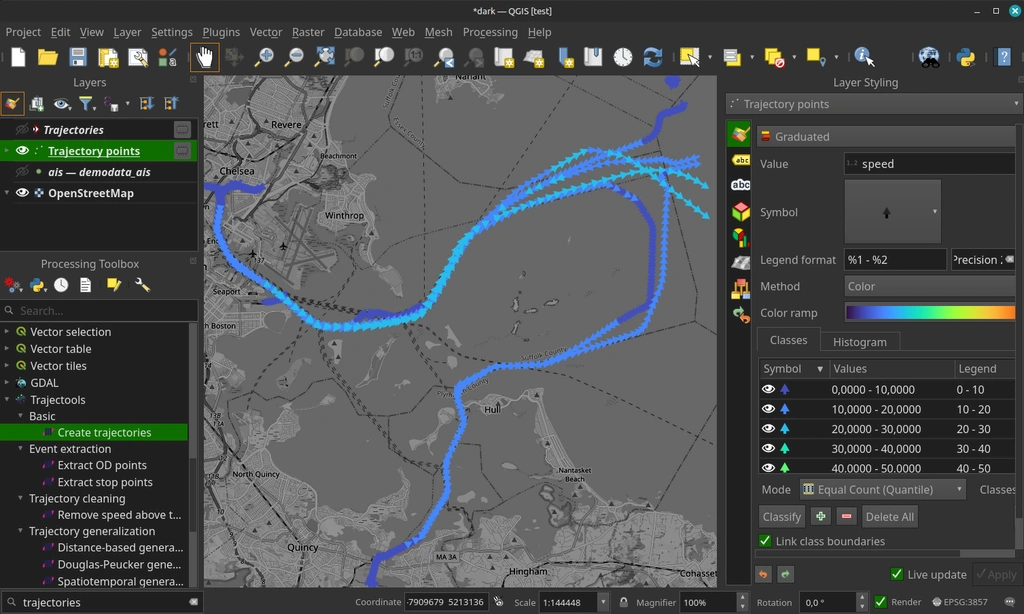 *dark — QGIS [test]
Project Edit View Layer Settings Plugins Vector Raster Database Web Mesh Processing Help
Layers
Trajectories
Trajectory points
ais — demodata_ais
OpenStreetMap
Processing Toolbox
Search...
Vector selection
Vector table
Vector tiles
GDAL
Trajectools
Basic
Create trajectories
Event extraction
Extract OD points
Extract stop points
Trajectory cleaning
Remove speed above t...
Trajectory generalization
Distance-based genera...
Douglas-Peucker gene...
Spatiotemporal genera...
Nahant
Revere
Beachmont
Chelsea
Winthrop
Seaport
h Boston
Suffolk County
Hull
Nantasket
Beach
North Quincy
Quincy
MA 3A
Hingham
Cohasset
Layer Styling
Trajectory points
Graduated
Value 1.2 speed
Symbol
Legend format %1 - %2 Precision 2
Method Color
Color ramp
Classes Histogram
Symbol Values Legend
0,0000 - 10,0000 0 - 10
10,0000 - 20,0000 10 - 20
20,0000 - 30,0000 20 - 30
30,0000 - 40,0000 30 - 40
40,0000 - 50,0000 40 - 50
Mode Equal Count (Quantile) Classes
Classify Delete All
Link class boundaries
Live update Apply
trajectories
Coordinate -7909679 5213136 Scale 1:144448 Magnifier 100% Rotation 0,0 ° Render EPSG:3857